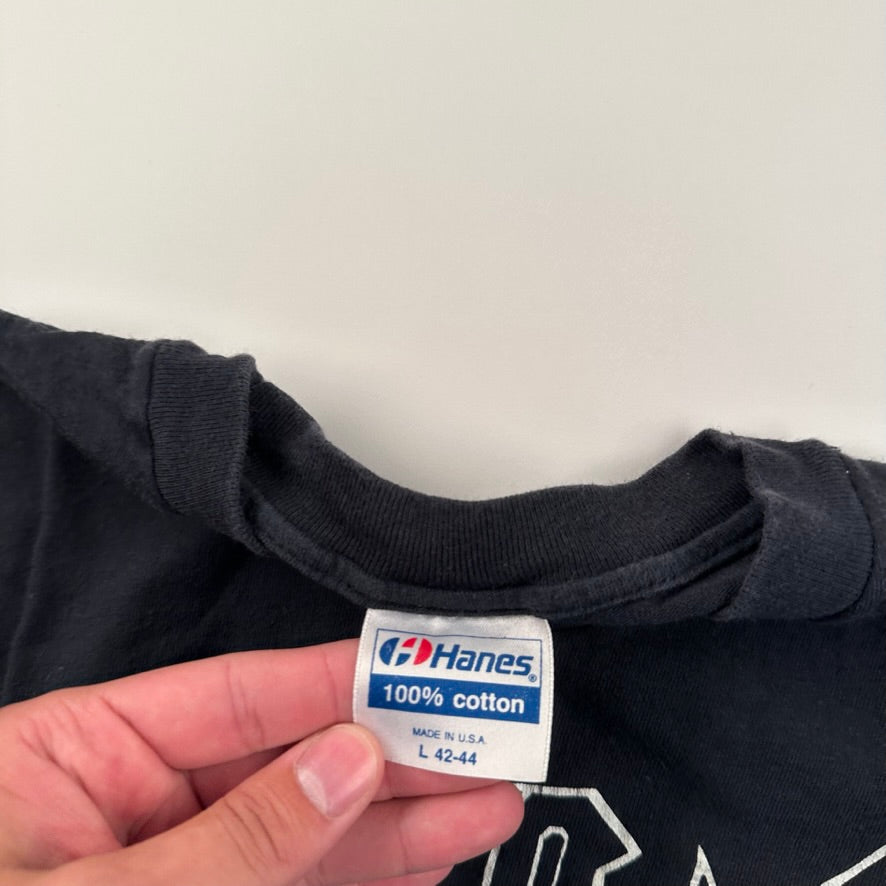 Hanes®
100% cotton
MADE IN U.S.A.
L 42-44